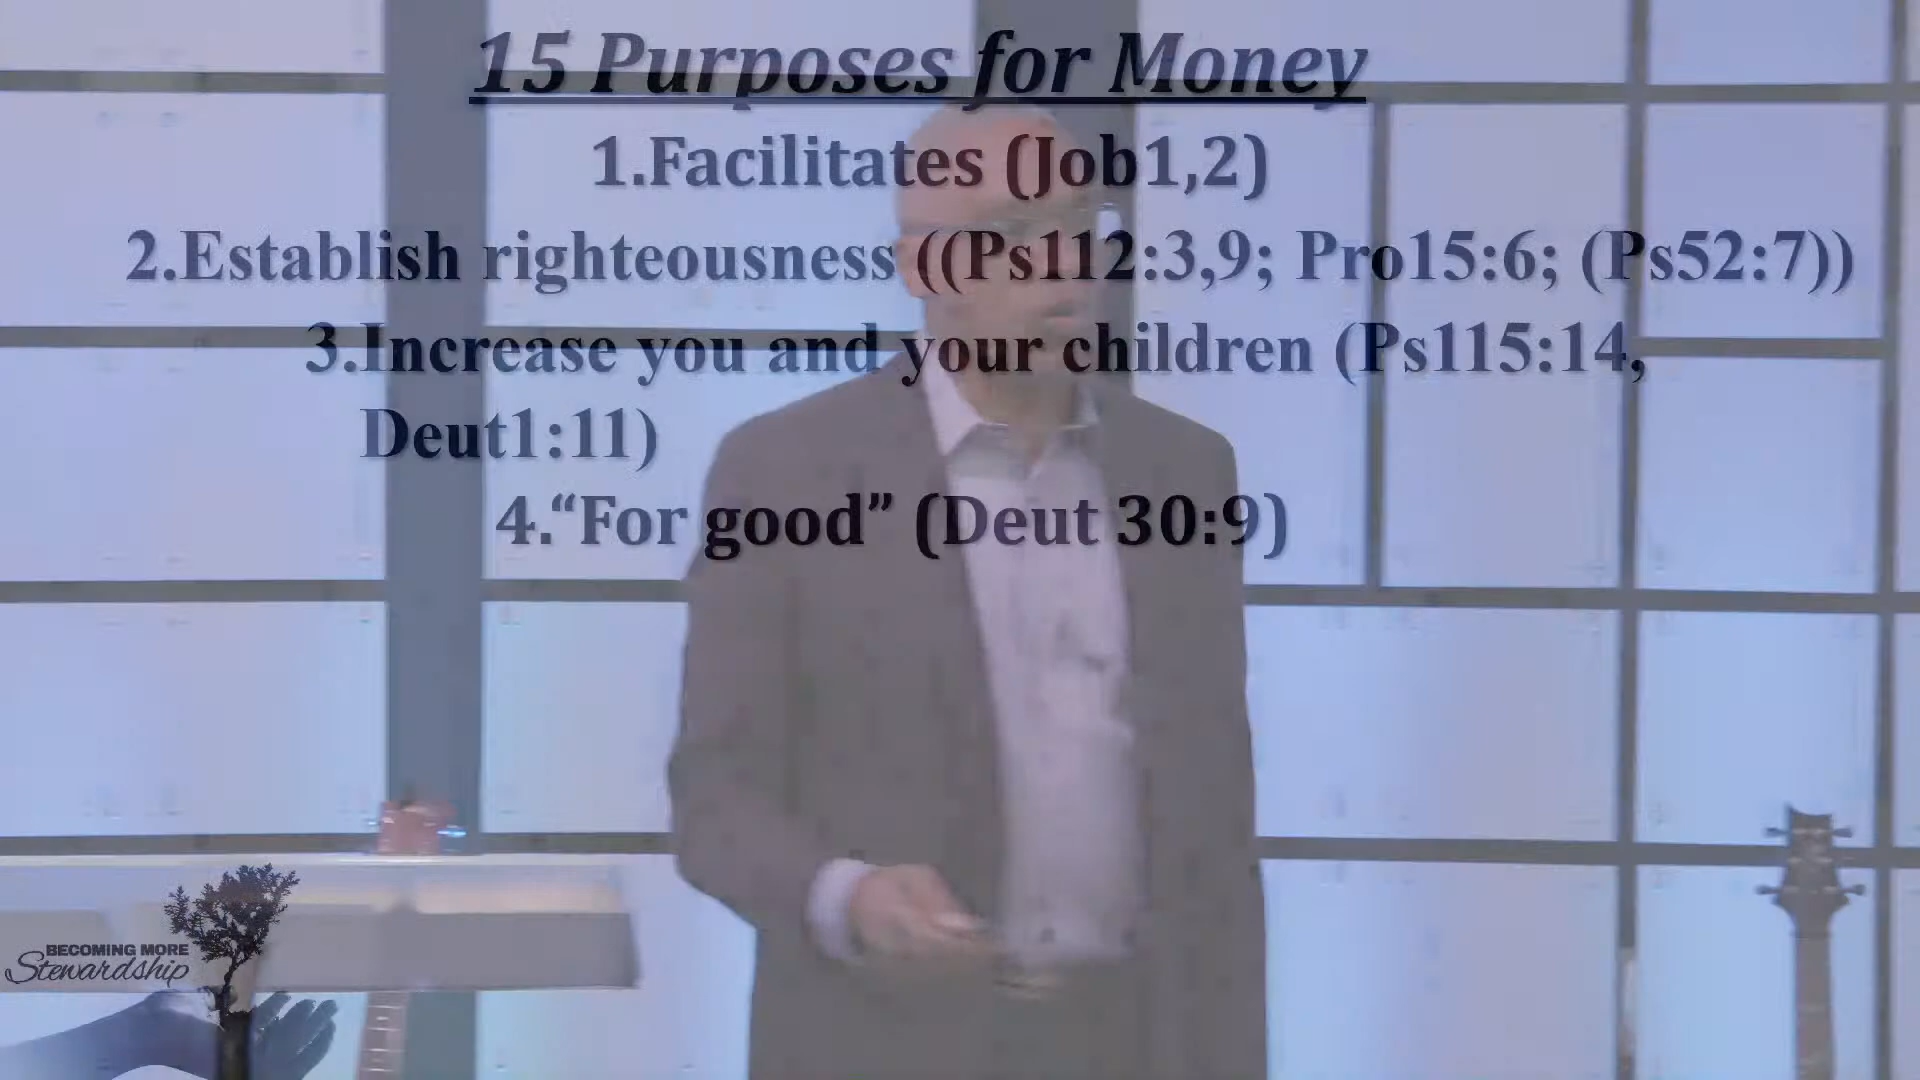 15 Purposes for Money
1.Facilitates (Job1,2)
2.Establish righteousness ((Ps112:3,9; Pro15:6; (Ps52:7))
3.Increase you and your children (Ps115:14,
Deut1:11)
4.“For good” (Deut 30:9)
BECOMING MORE
Stewardship